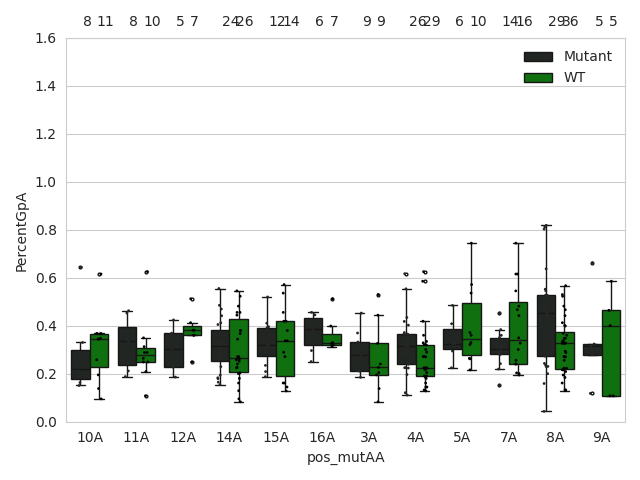 8 11 8 10 5 7 24 26 12 14 6 7 9 9 26 29 6 10 14 16 29 36 5 5
1.6
Mutant
WT
1.4
1.2
1.0
0.8
0.6
0.4
0.2
0.0
PercentGpA
10A 11A 12A 14A 15A 16A 3A 4A 5A 7A 8A 9A
pos_mutAA